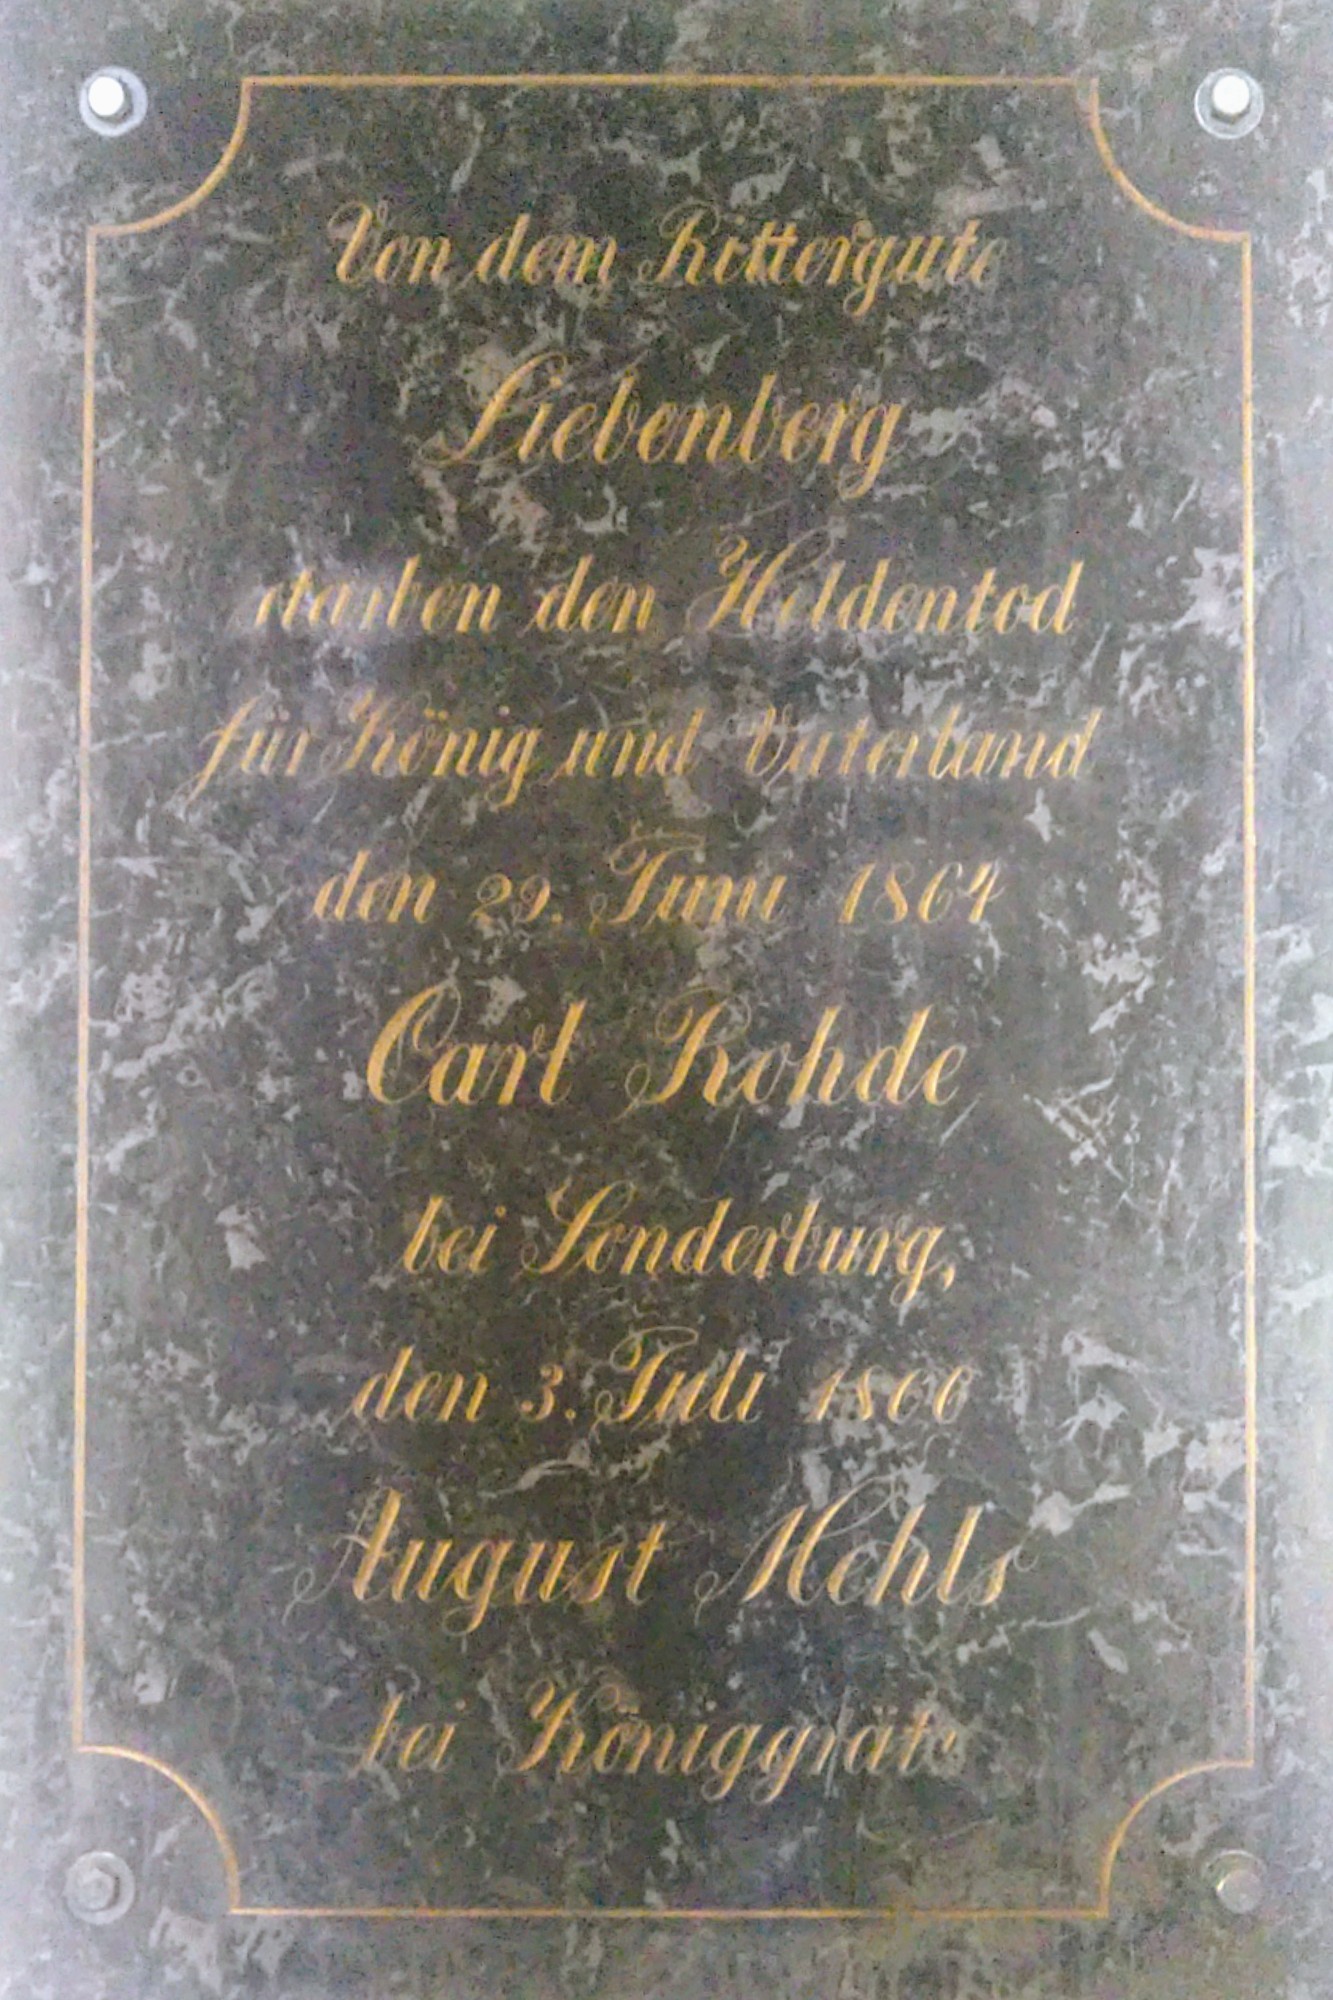 Von dem Rittergute
Liebenberg
starben den Heldentod
für König und Vaterland
den 29. Juni 1864
Carl Rohde
bei Sonderburg,
den 3. Juli 1866
August Mehls
bei Königgrätz